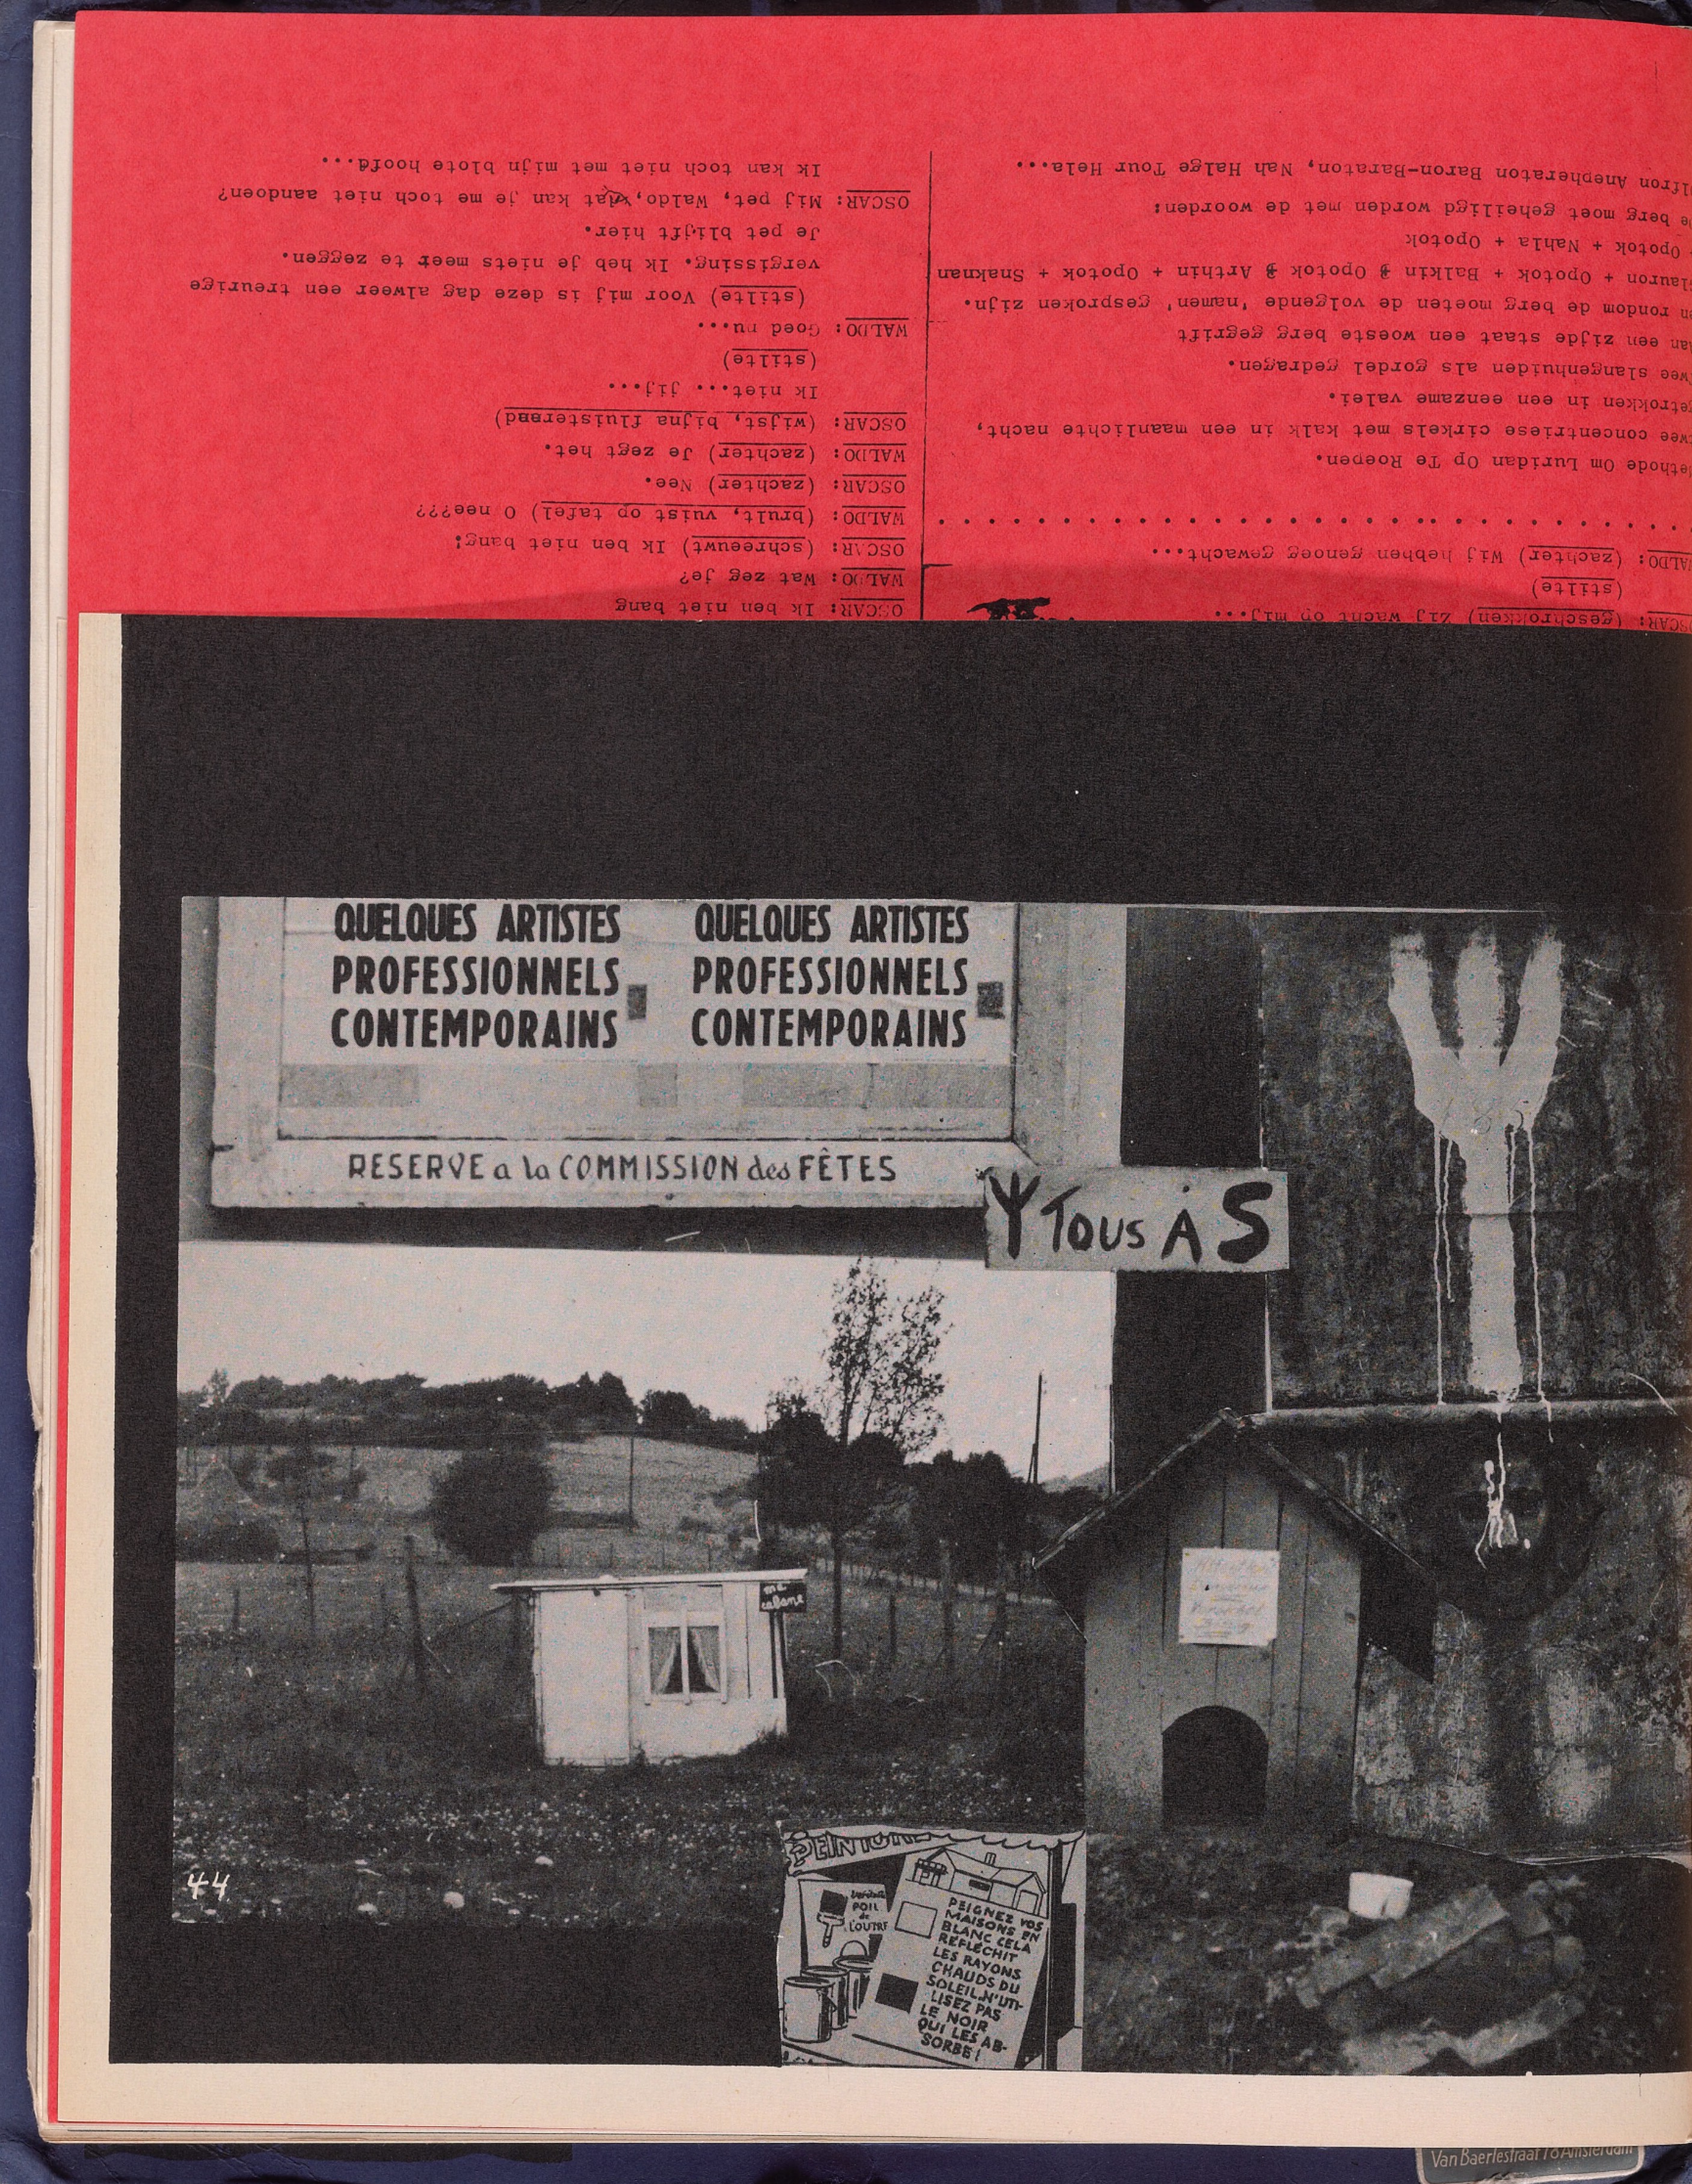 OSCAR: (geschrokken) Zij wacht op mij...
(stilte)
WALDO: (zachter) Wij hebben genoeg gewacht...
Methode Om Luridan Op Te Roepen.
twee concentriese cirkels met kalk in een maanlichte nacht,
getrokken in een eenzame valei.
twee slangenhuiden als gordel gedragen.
aan een zijde staat een woeste berg gegrift
en rondom de berg moeten de volgende 'namen' gesproken zijn.
Glauron + Opotok + Balkin & Opotok & Arthin + Opotok + Snaknan
Opotok + Nahla + Opotok
De berg moet geheiligd worden met de woorden:
Olfron Anepheraton Baron-Baraton, Nah Halge Tour Hela...
OSCAR: Ik ben niet bang
WALDO: Wat zeg je?
OSCAR: (schreeuwt) Ik ben niet bang!
WALDO: (brult, vuist op tafel) O nee???
OSCAR: (zachter) Nee.
WALDO: (zachter) Je zegt het.
OSCAR: (wijst, bijna fluisterend)
Ik niet... jij...
(stilte)
WALDO: Goed nu...
(stilte) Voor mij is deze dag alweer een treurige
vergissing. Ik heb je niets meer te zeggen.
Je pet blijft hier.
OSCAR: Mij pet, Waldo, dat kan je me toch niet aandoen?
Ik kan toch niet met mijn blote hoofd...
QUELQUES ARTISTES
PROFESSIONNELS
CONTEMPORAINS
QUELQUES ARTISTES
PROFESSIONNELS
CONTEMPORAINS
RESERVE a la COMMISSION des FÊTES
Y TOUS À S
ma
cabane
44
PEINTURE
POIL
de
L'OUTRE
PEIGNEZ VOS
MAISONS EN
BLANC CELA
REFLÉCHIT
LES RAYONS
CHAUDS DU
SOLEIL.N'UTI-
LISEZ PAS
LE NOIR
QUI LES AB-
SORBE!
Van Baerlestraat 78 Amsterdam